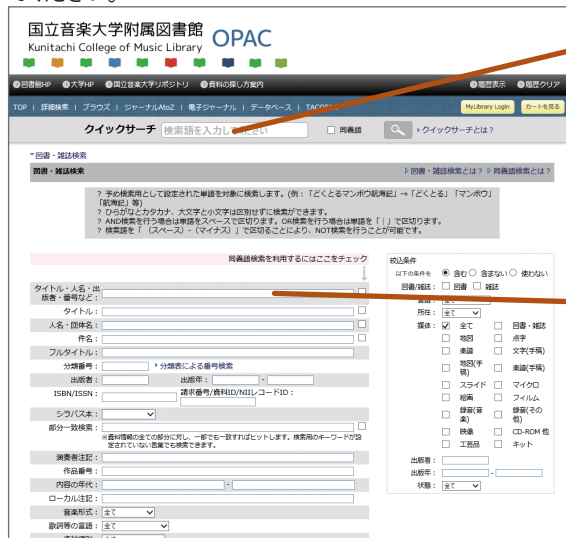 国立音楽大学附属図書館 OPAC
Kunitachi College of Music Library
図書館HP 大学HP 国立音楽大学リポジトリ 資料の探し方案内 履歴表示 履歴クリア
TOP | 詳細検索 | ブラウズ | ジャーナルAtoZ | 電子ジャーナル | データベース | MyLibrary Login カートを見る
クイックサーチ 検索語を入力してください 同義語 クイックサーチとは?
図書・雑誌検索
図書・雑誌検索 図書・雑誌検索とは? 同義語検索とは?
? 予め検索用として設定された単語を対象に検索します。(例:「どくとるマンボウ航海記」→「どくとる」「マンボウ」
「航海記」等)
? ひらがなとカタカナ、大文字と小文字は区別せずに検索ができます。
? AND検索を行う場合は単語をスペースで区切ります。OR検索を行う場合は単語を「|」で区切ります。
? 検索語を「 (スペース) - (マイナス) 」で区切ることにより、NOT検索を行うことが可能です。
同義語検索を利用するにはここをチェック
↓
タイトル・人名・出
版者・番号など:
タイトル:
人名・団体名:
件名:
フルタイトル:
分類番号: 分類表による番号検索
出版者: 出版年: -
ISBN/ISSN: 請求番号/資料ID/NIIレコードID:
シラバス本:
部分一致検索:
※資料情報の全ての部分に対し、一部でも一致すればヒットします。検索用のキーワードが設
定されていない言葉でも検索できます。
演奏者注記:
作品番号:
内容の年代: -
ローカル注記:
音楽形式: 全て
歌詞等の言語: 全て
絞込条件
以下の条件を 含む 含まない 使わない
図書/雑誌: 図書 雑誌
所在: 全て
媒体: 全て 図書・雑誌
地図 点字
楽譜 文字(手稿)
地図(手稿) 楽譜(手稿)
スライド マイクロ
絵画 フィルム
録音(音楽) 録音(その他)
映像 CD-ROM 他
工芸品 キット
出版者:
出版年: -
状態: 全て